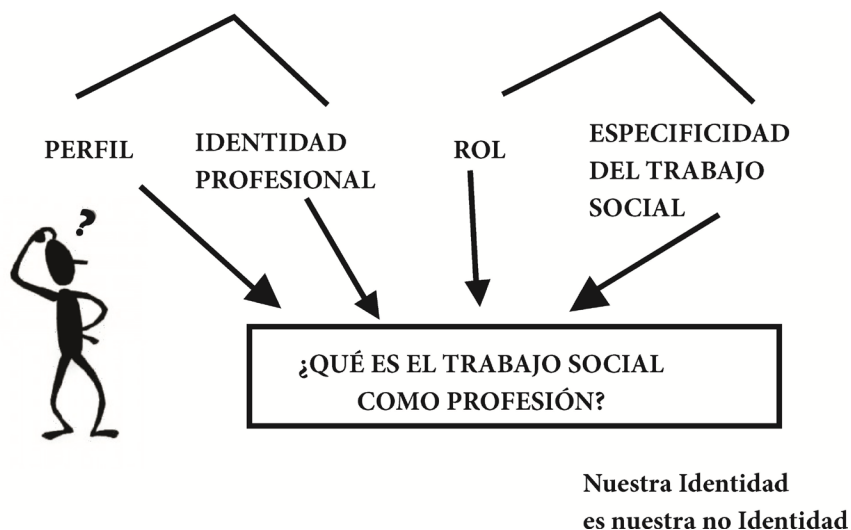 PERFIL
IDENTIDAD
PROFESIONAL
ROL
ESPECIFICIDAD
DEL TRABAJO
SOCIAL
?
¿QUÉ ES EL TRABAJO SOCIAL
COMO PROFESIÓN?
Nuestra Identidad
es nuestra no Identidad